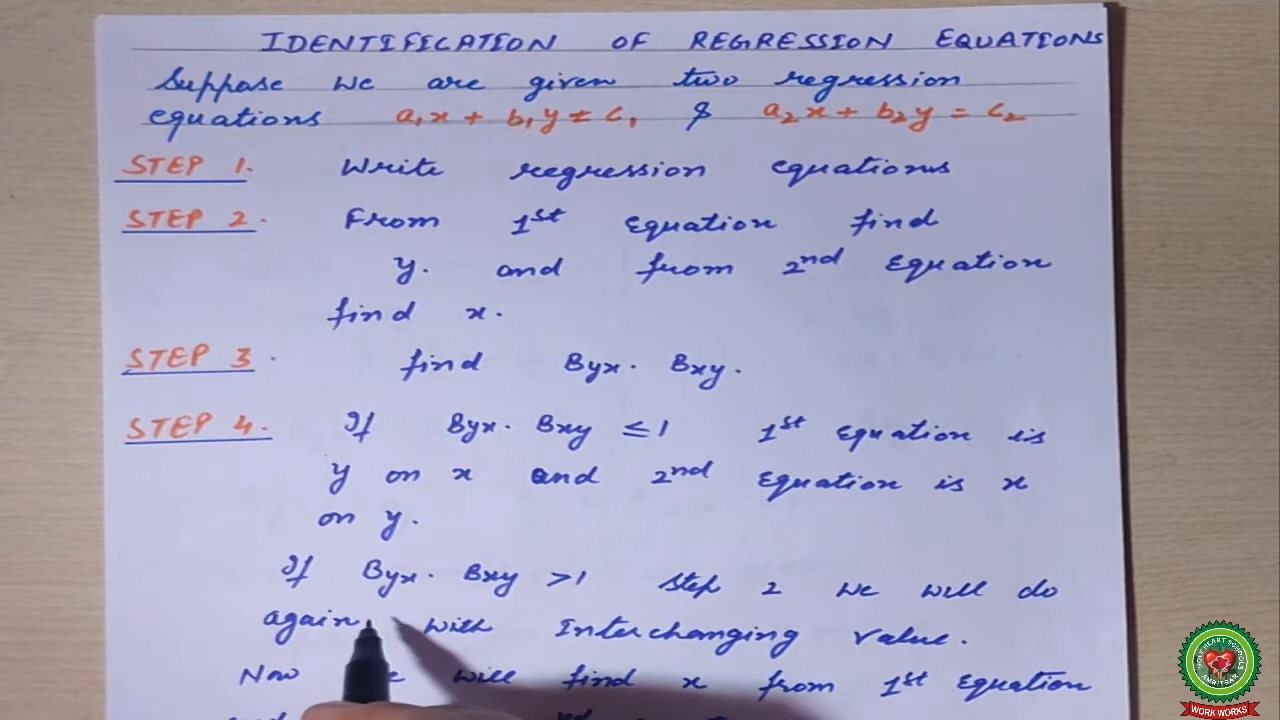 IDENTIFICATION OF REGRESSION EQUATIONS
Suppose we are given two regression
equations a₁x + b₁y = c₁ & a₂x + b₂y = c₂
STEP 1. Write regression equations
STEP 2. From 1st Equation find
y. and from 2nd Equation
find x.
STEP 3. find Byx. Bxy.
STEP 4. If Byx. Bxy ≤ 1 1st Equation is
y on x and 2nd Equation is x
on y.
If Byx. Bxy > 1 Step 2 we will do
again with Interchanging value.
Now will find x from 1st Equation
WORK WORKS